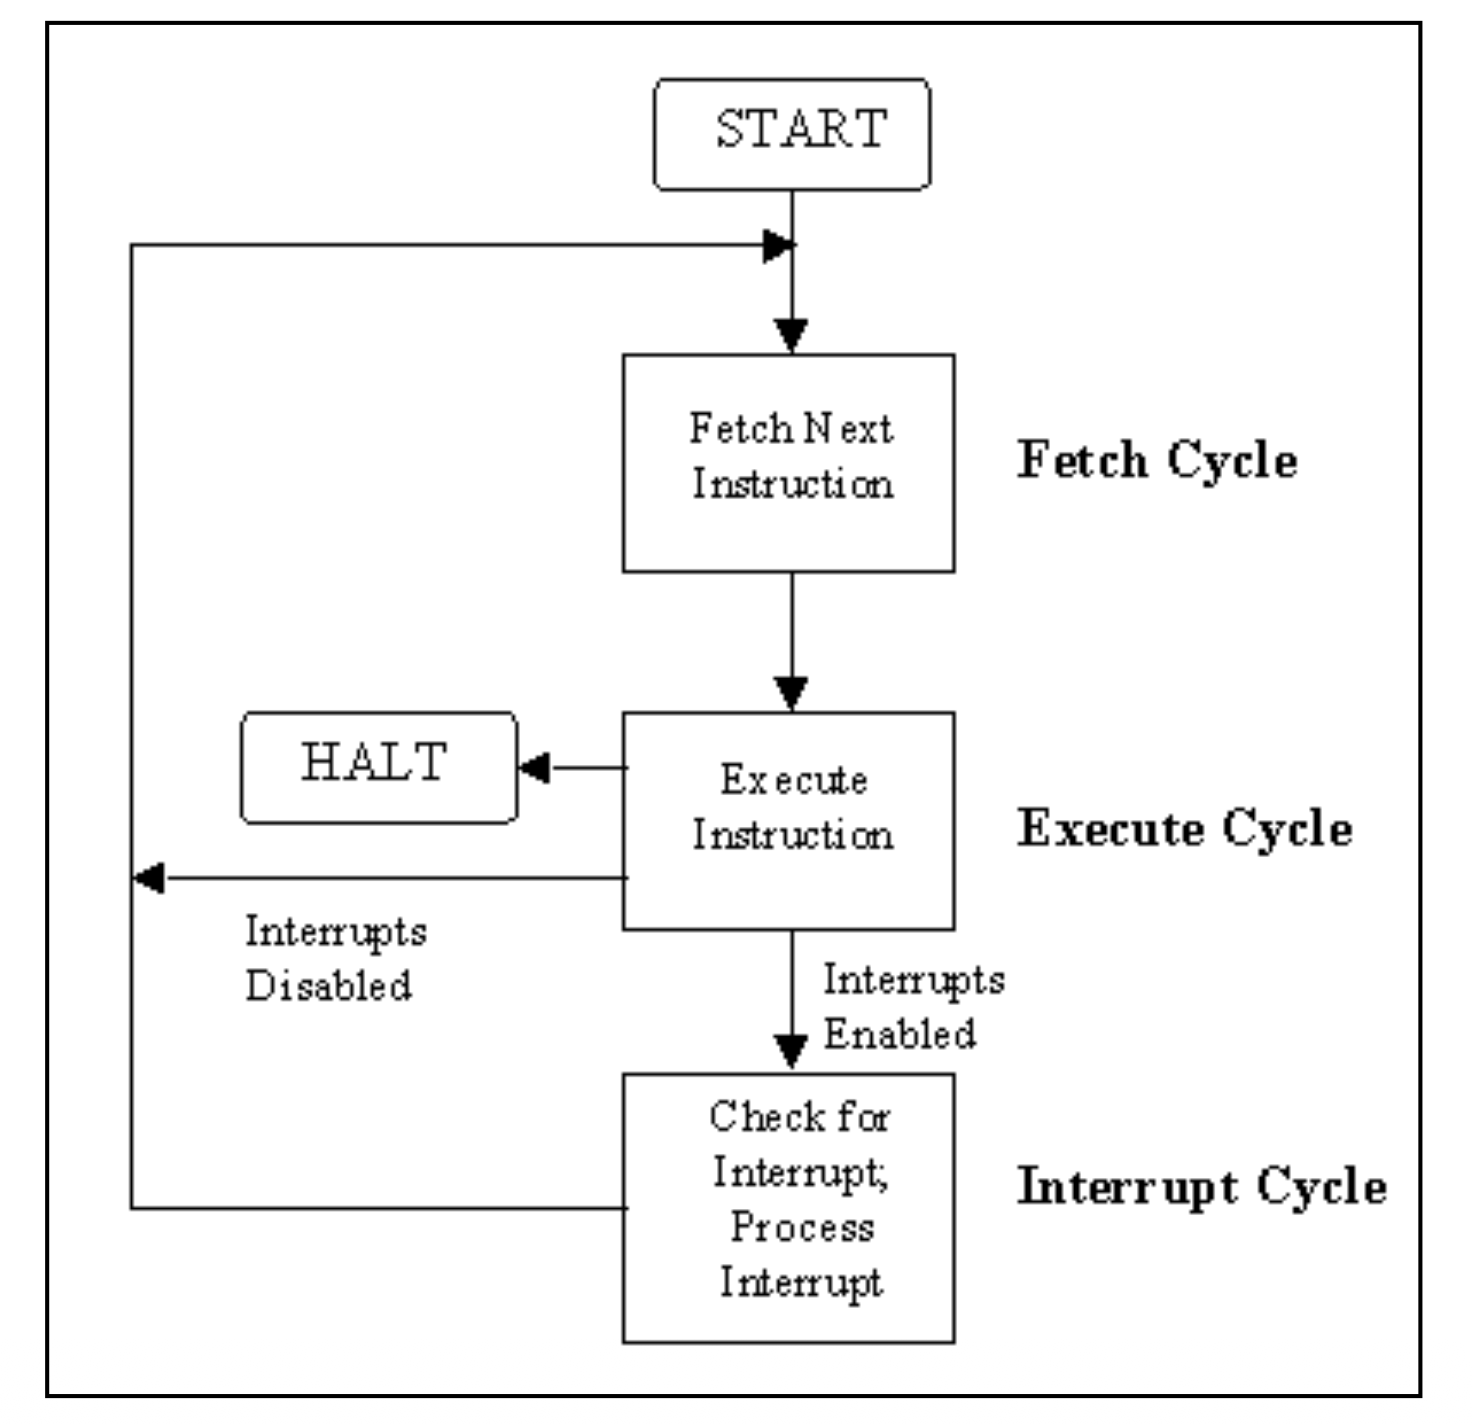 START
Fetch Next
Instruction
Fetch Cycle
HALT
Execute
Instruction
Execute Cycle
Interrupts
Disabled
Interrupts
Enabled
Check for
Interrupt;
Process
Interrupt
Interrupt Cycle